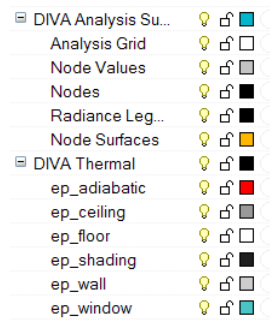 DIVA Analysis Su...
Analysis Grid
Node Values
Nodes
Radiance Leg...
Node Surfaces
DIVA Thermal
ep_adiabatic
ep_ceiling
ep_floor
ep_shading
ep_wall
ep_window